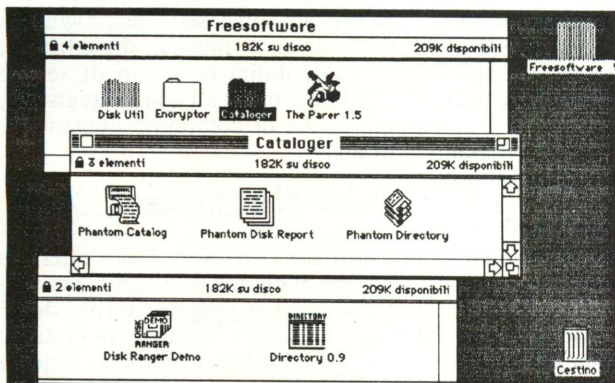 Freesoftware
4 elementi 182K su disco 209K disponibili
Freesoftware
Disk Util Encryptor Cataloger The Parer 1.5
Cataloger
3 elementi 182K su disco 209K disponibili
Phantom Catalog Phantom Disk Report Phantom Directory
2 elementi 182K su disco 209K disponibili
DISK RANGER DEMO
DIRECTORY
Disk Ranger Demo Directory 0.9
Cestino